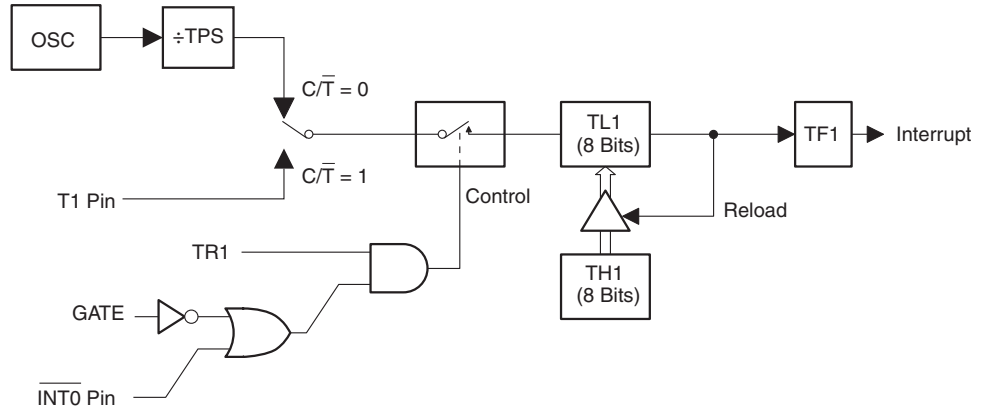 OSC
÷TPS
C/T̅ = 0
C/T̅ = 1
T1 Pin
TL1
(8 Bits)
TF1
Interrupt
Control
Reload
TR1
TH1
(8 Bits)
GATE
I̅N̅T̅0̅ Pin